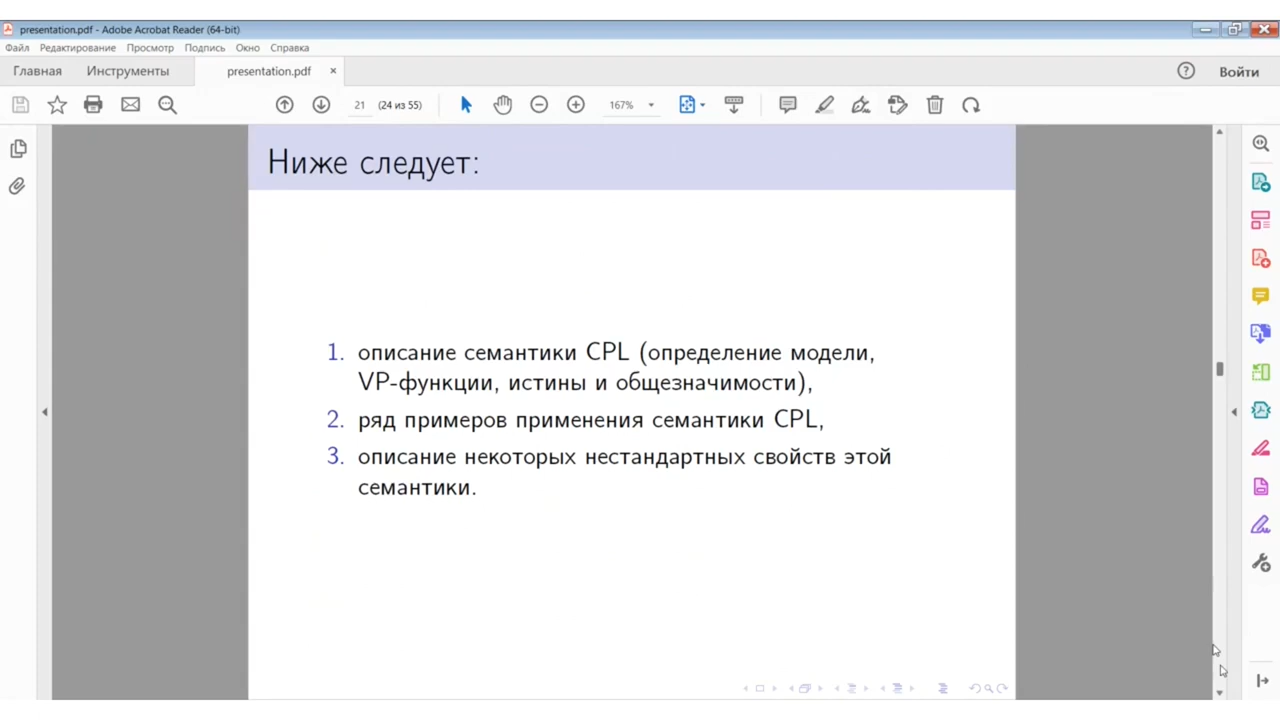 presentation.pdf - Adobe Acrobat Reader (64-bit)
Файл Редактирование Просмотр Подпись Окно Справка
Главная Инструменты presentation.pdf × Войти
21 (24 из 55) 167%
Ниже следует:
1. описание семантики CPL (определение модели,
VP-функции, истины и общезначимости),
2. ряд примеров применения семантики CPL,
3. описание некоторых нестандартных свойств этой
семантики.